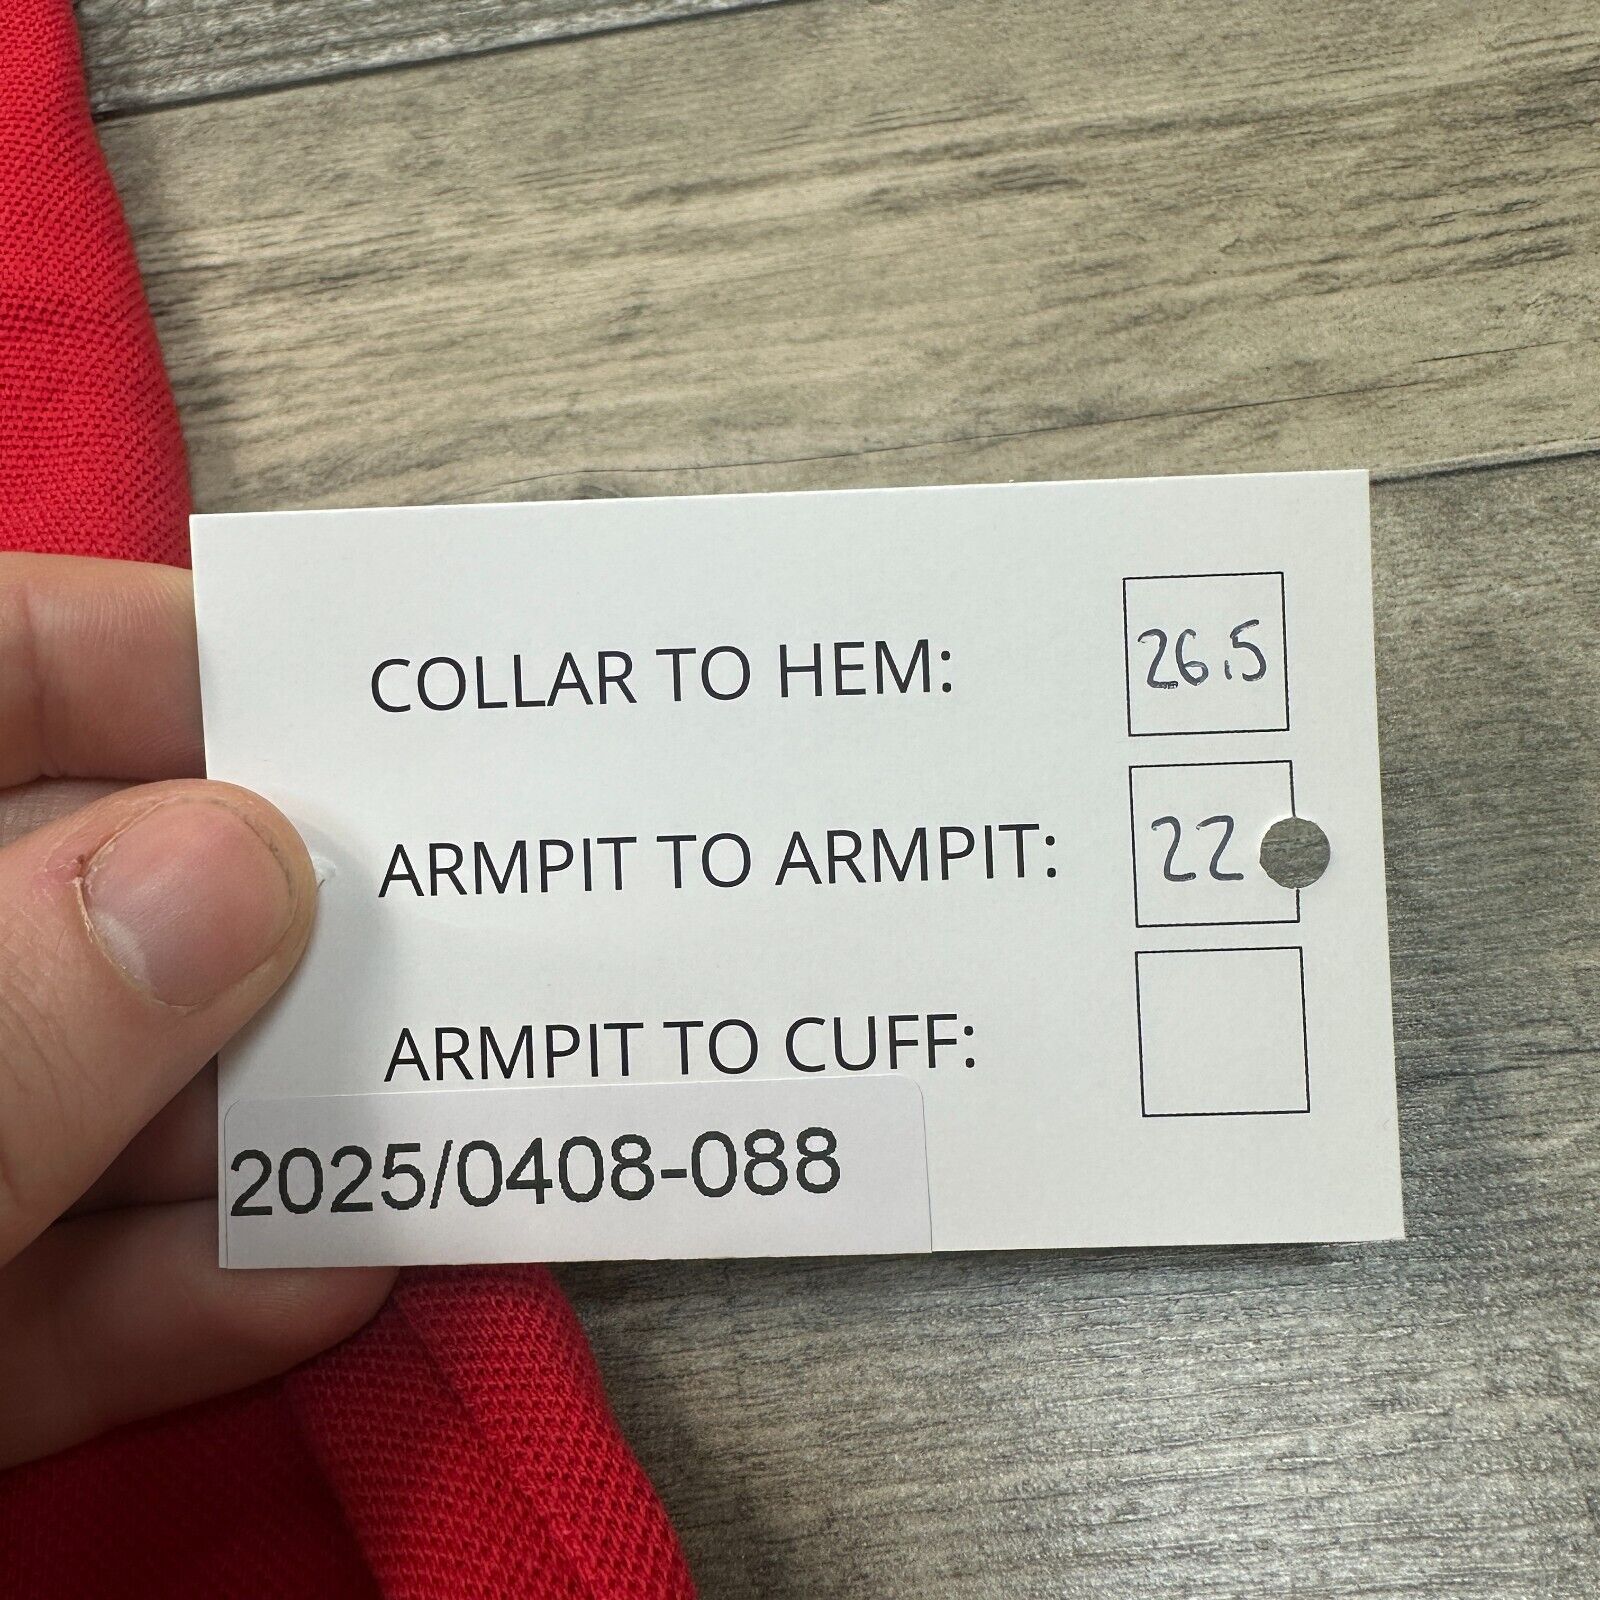 COLLAR TO HEM: 26.5
ARMPIT TO ARMPIT: 22
ARMPIT TO CUFF:
2025/0408-088